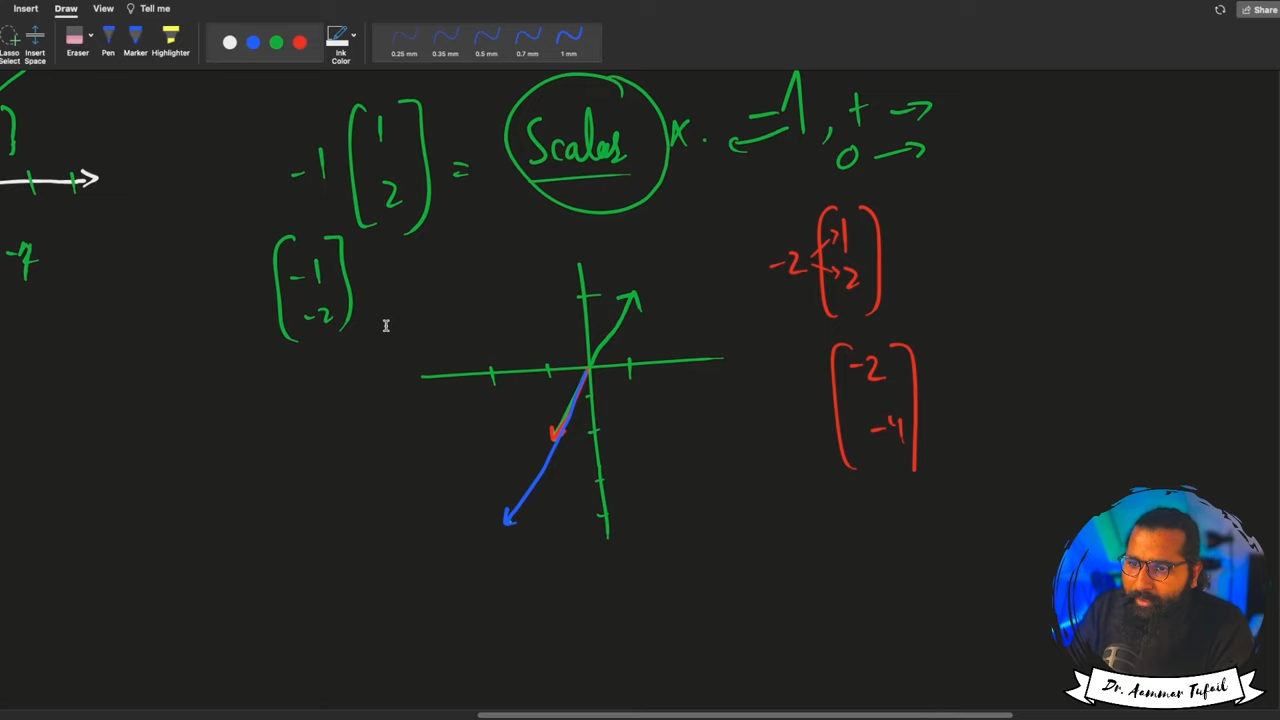 Insert Draw View Tell me Share
Lasso Select Insert Space Eraser Pen Marker Highlighter Ink Color 0.25 mm 0.35 mm 0.5 mm 0.7 mm 1 mm
-1 [1 2] = Scales x. -1, + →
0 →
-2 [1 2]
[-1 -2]
[-2 -4]
Dr. Aammar Tufail